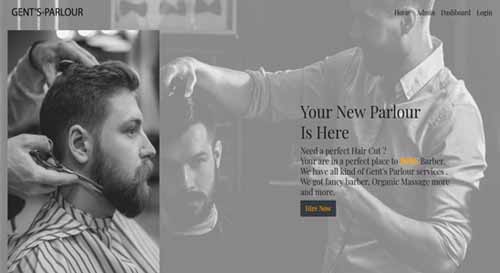 GENT'S-PARLOUR
Home Admin Dashboard Login
Your New Parlour
Is Here
Need a perfect Hair Cut ?
Your are in a perfect place to Barber.
We have all kind of Gent's Parlour services .
We got fancy barber, Organic Massage more
and more.
Hire Now